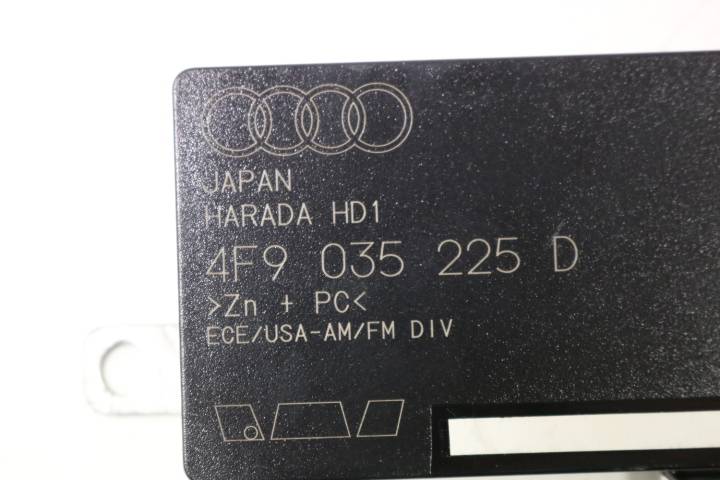 JAPAN
HARADA HD1
4F9 035 225 D
>Zn + PC<
ECE/USA-AM/FM DIV